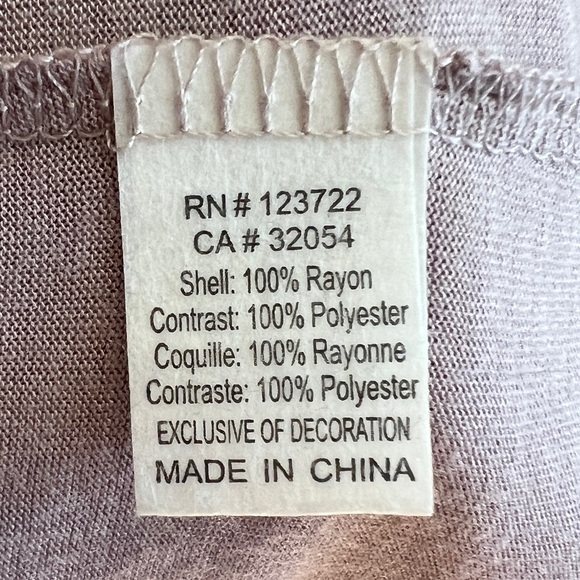 RN # 123722
CA # 32054
Shell: 100% Rayon
Contrast: 100% Polyester
Coquille: 100% Rayonne
Contraste: 100% Polyester
EXCLUSIVE OF DECORATION
MADE IN CHINA